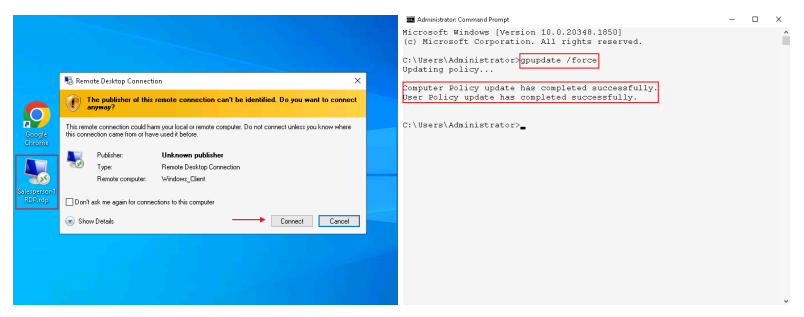 Remote Desktop Connection
The publisher of this remote connection can't be identified. Do you want to connect
anyway?
This remote connection could harm your local or remote computer. Do not connect unless you know where
this connection came from or have used it before.
Publisher: Unknown publisher
Type: Remote Desktop Connection
Remote computer: Windows_Client
Don't ask me again for connections to this computer
Show Details
Connect
Cancel
Google
Chrome
Salesperson1
RDP.rdp
Administrator: Command Prompt
Microsoft Windows [Version 10.0.20348.1850]
(c) Microsoft Corporation. All rights reserved.
C:\Users\Administrator>gpupdate /force
Updating policy...
Computer Policy update has completed successfully.
User Policy update has completed successfully.
C:\Users\Administrator>